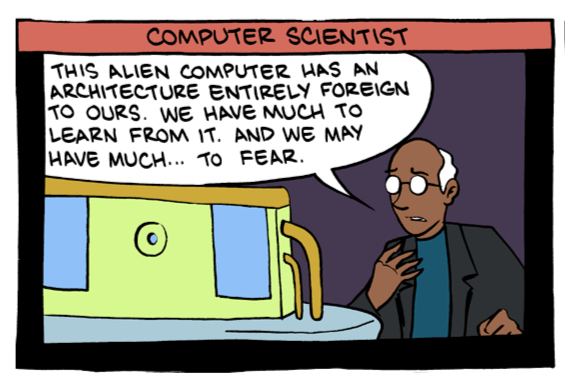 COMPUTER SCIENTIST
THIS ALIEN COMPUTER HAS AN
ARCHITECTURE ENTIRELY FOREIGN
TO OURS. WE HAVE MUCH TO
LEARN FROM IT. AND WE MAY
HAVE MUCH... TO FEAR.